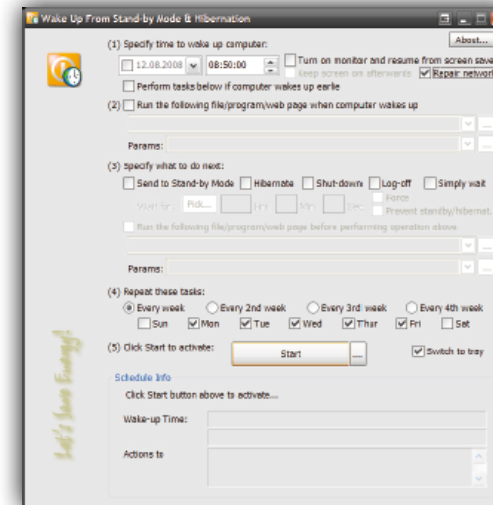 Wake Up From Stand-by Mode & Hibernation
About...
(1) Specify time to wake up computer:
12.08.2008 08:50:00
Turn on monitor and resume from screen save
Keep screen on afterwards Repair network
Perform tasks below if computer wakes up earlie
(2) Run the following file/program/web page when computer wakes up
...
Params: ...
(3) Specify what to do next:
Send to Stand-by Mode Hibernate Shut-down Log-off Simply wait
Wait for: Pick... Hrs Min Sec Force
Prevent standby/hibernat.
Run the following file/program/web page before performing operation above
...
Params: ...
(4) Repeat these tasks:
Every week Every 2nd week Every 3rd week Every 4th week
Sun Mon Tue Wed Thur Fri Sat
(5) Click Start to activate: Start ... Switch to tray
Let's Save Energy!
Schedule Info
Click Start button above to activate...
Wake-up Time:
Actions to